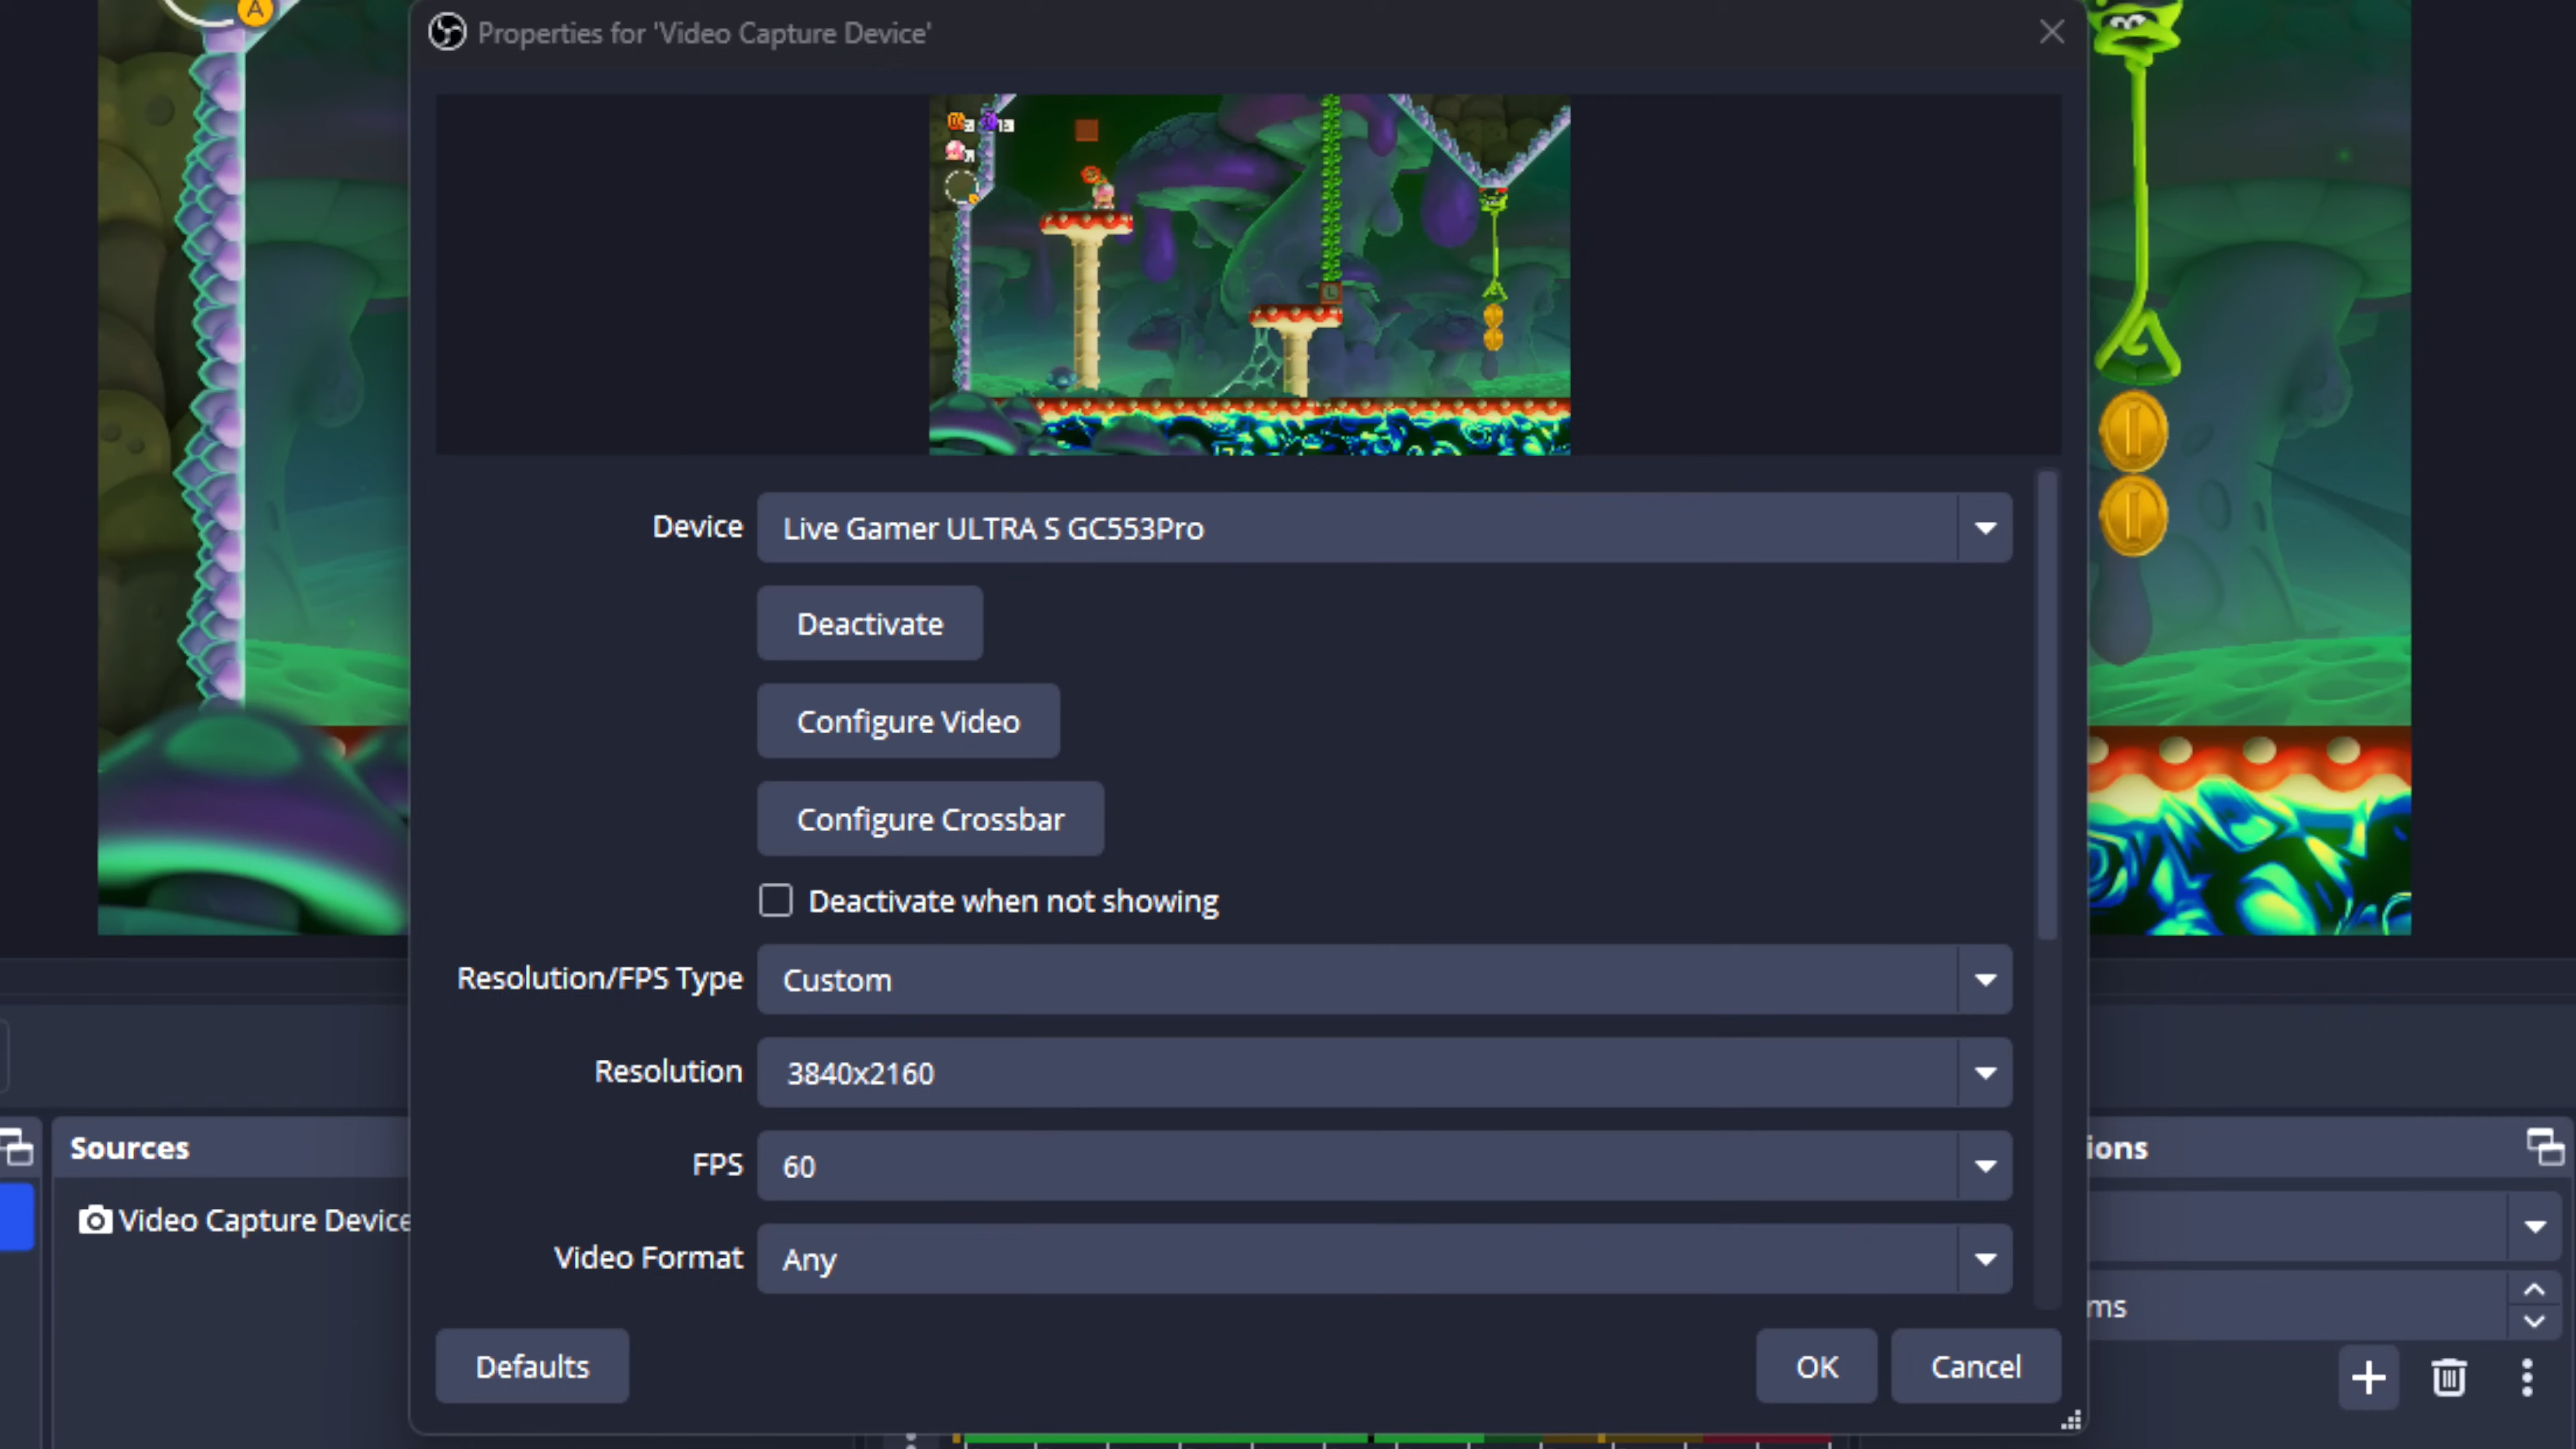 A
Properties for 'Video Capture Device'
Device
Live Gamer ULTRA S GC553Pro
Deactivate
Configure Video
Configure Crossbar
Deactivate when not showing
Resolution/FPS Type
Custom
Resolution
3840x2160
FPS
60
Video Format
Any
Sources
ions
Video Capture Device
ms
Defaults
OK
Cancel